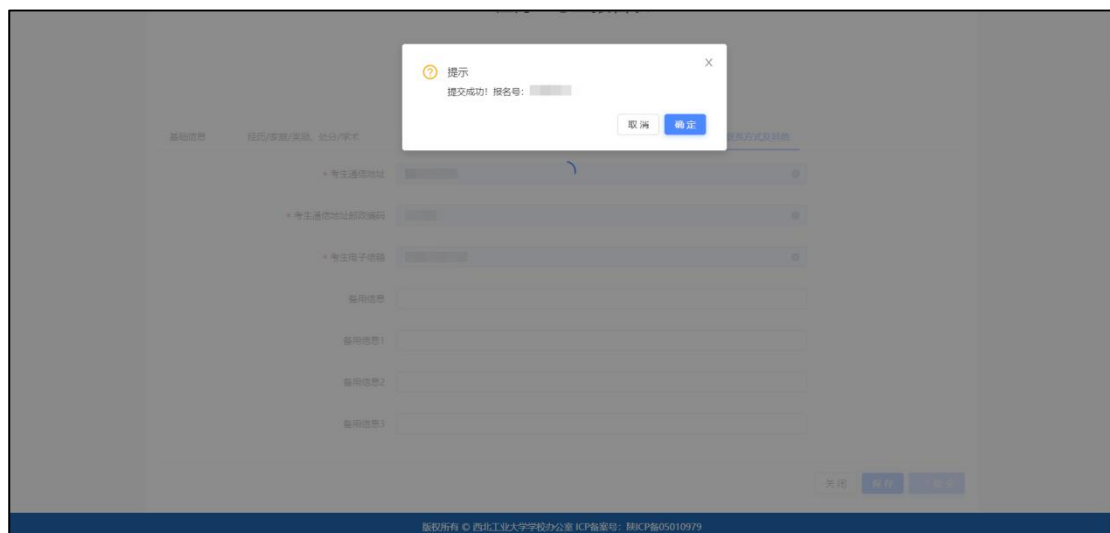 提示
提交成功！报名号：
取消 确定
基础信息 经历/家庭/奖励、处分/学术 联系方式及其他
* 考生通信地址
* 考生通信地址邮政编码
* 考生电子信箱
备用信息
备用信息1
备用信息2
备用信息3
关闭 保存 提交
版权所有 © 西北工业大学学校办公室 ICP备案号：陕ICP备05010979